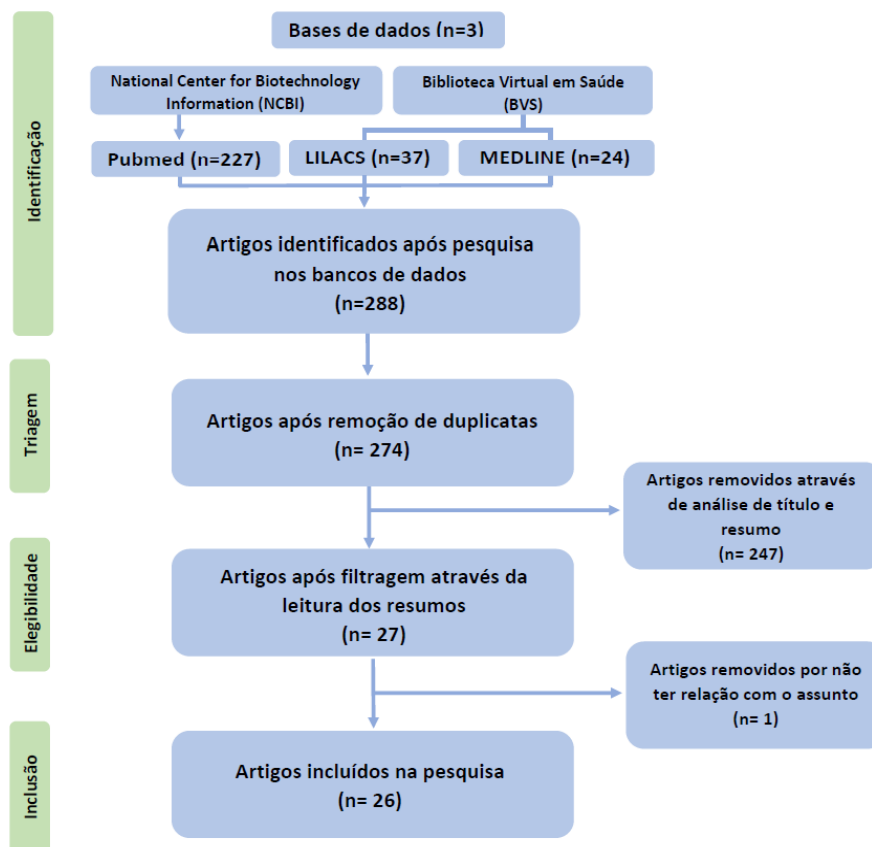 Bases de dados (n=3)
National Center for Biotechnology
Information (NCBI)
Biblioteca Virtual em Saúde
(BVS)
Pubmed (n=227)
LILACS (n=37)
MEDLINE (n=24)
Identificação
Artigos identificados após pesquisa
nos bancos de dados
(n=288)
Triagem
Artigos após remoção de duplicatas
(n= 274)
Artigos removidos através
de análise de título e
resumo
(n= 247)
Elegibilidade
Artigos após filtragem através da
leitura dos resumos
(n= 27)
Artigos removidos por não
ter relação com o assunto
(n= 1)
Inclusão
Artigos incluídos na pesquisa
(n= 26)